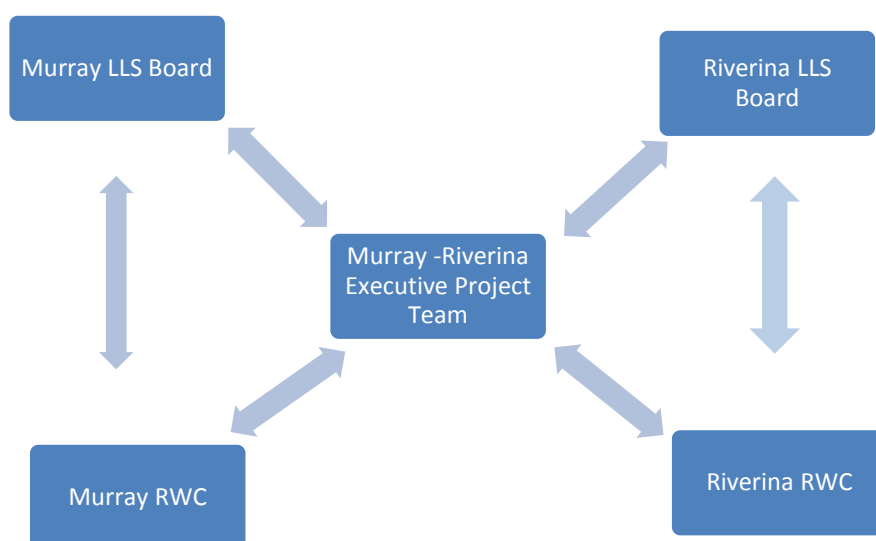 Murray LLS Board
Riverina LLS
Board
Murray -Riverina
Executive Project
Team
Murray RWC
Riverina RWC